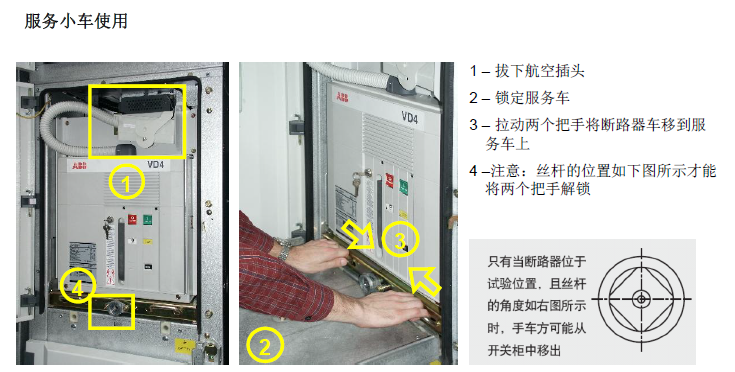 服务小车使用
ABB
VD4
1
4
ABB
VD4
3
2
1 – 拔下航空插头
2 – 锁定服务车
3 – 拉动两个把手将断路器车移到服
务车上
4 –注意：丝杆的位置如下图所示才能
将两个把手解锁
只有当断路器位于
试验位置，且丝杆
的角度如右图所示
时，手车方可能从
开关柜中移出